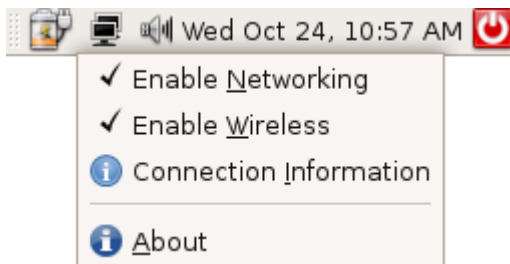 Wed Oct 24, 10:57 AM
Enable Networking
Enable Wireless
Connection Information
About